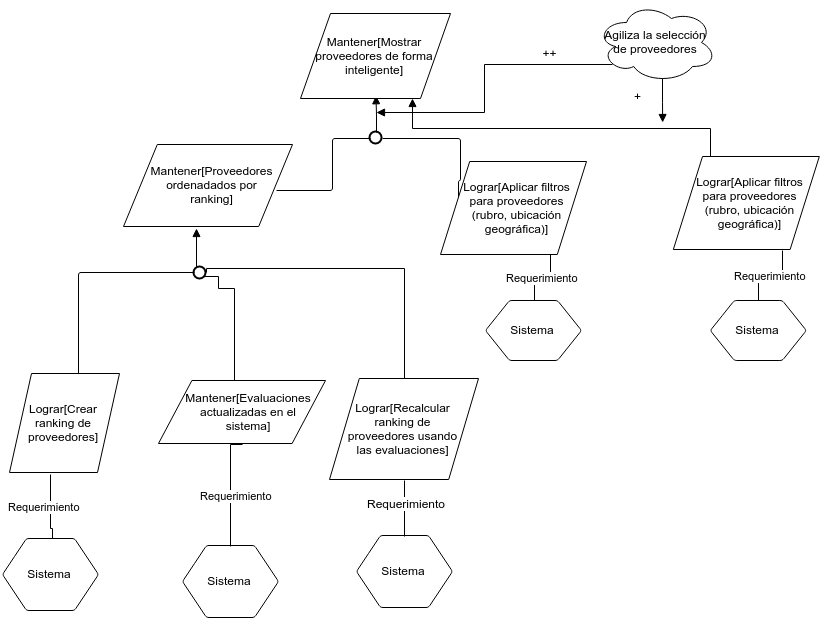 Mantener[Mostrar
proveedores de forma
inteligente]
Agiliza la selección
de proveedores
++
+
Mantener[Proveedores
ordenadados por
ranking]
Lograr[Aplicar filtros
para proveedores
(rubro, ubicación
geográfica)]
Lograr[Aplicar filtros
para proveedores
(rubro, ubicación
geográfica)]
Requerimiento
Requerimiento
Sistema
Sistema
Lograr[Crear
ranking de
proveedores]
Mantener[Evaluaciones
actualizadas en el
sistema]
Lograr[Recalcular
ranking de
proveedores usando
las evaluaciones]
Requerimiento
Requerimiento
Requerimiento
Sistema
Sistema
Sistema